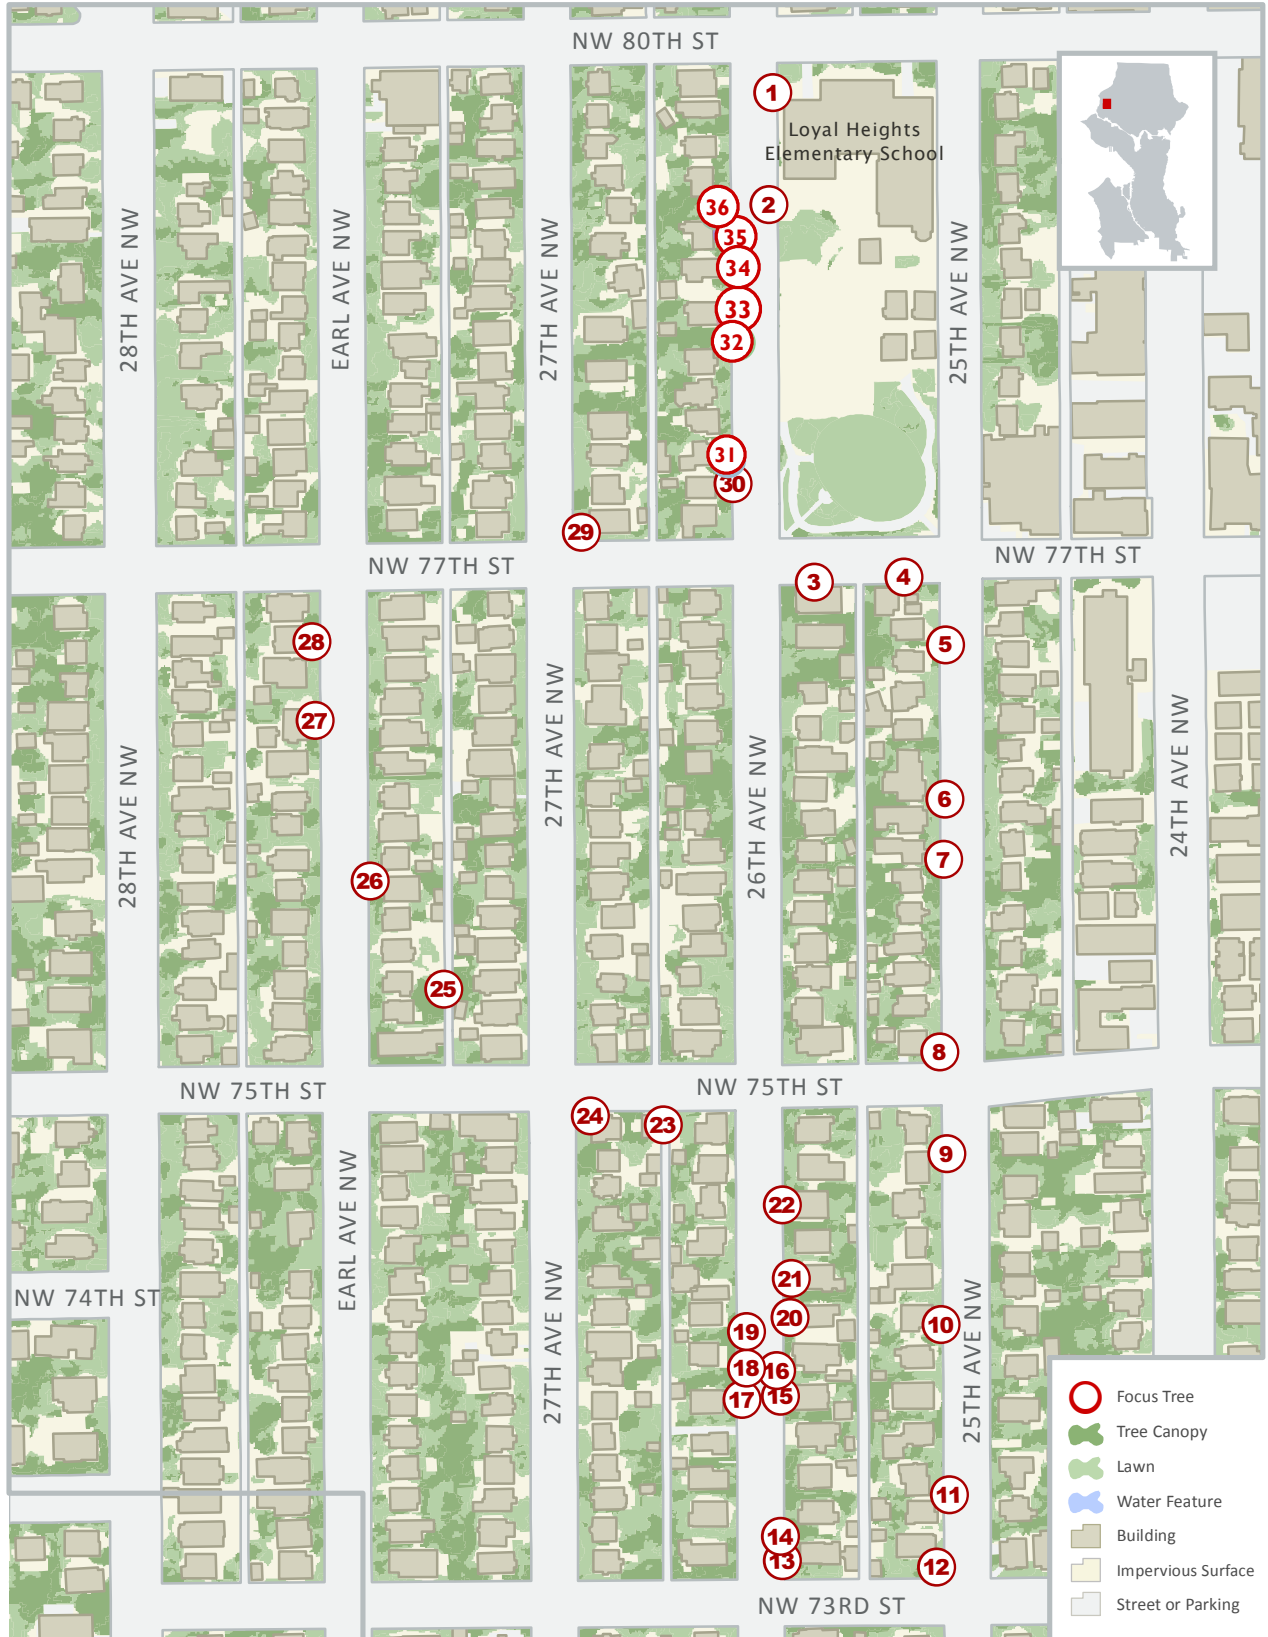 NW 80TH ST
1
Loyal Heights
Elementary School
36
2
35
34
33
32
28TH AVE NW
EARL AVE NW
27TH AVE NW
25TH AVE NW
31
30
29
NW 77TH ST
NW 77TH ST
3
4
28
5
27
28TH AVE NW
27TH AVE NW
26TH AVE NW
24TH AVE NW
6
7
26
25
8
NW 75TH ST
NW 75TH ST
24
23
9
22
EARL AVE NW
21
NW 74TH ST
20
10
19
18
16
17
15
27TH AVE NW
25TH AVE NW
11
14
13
12
NW 73RD ST
Focus Tree
Tree Canopy
Lawn
Water Feature
Building
Impervious Surface
Street or Parking